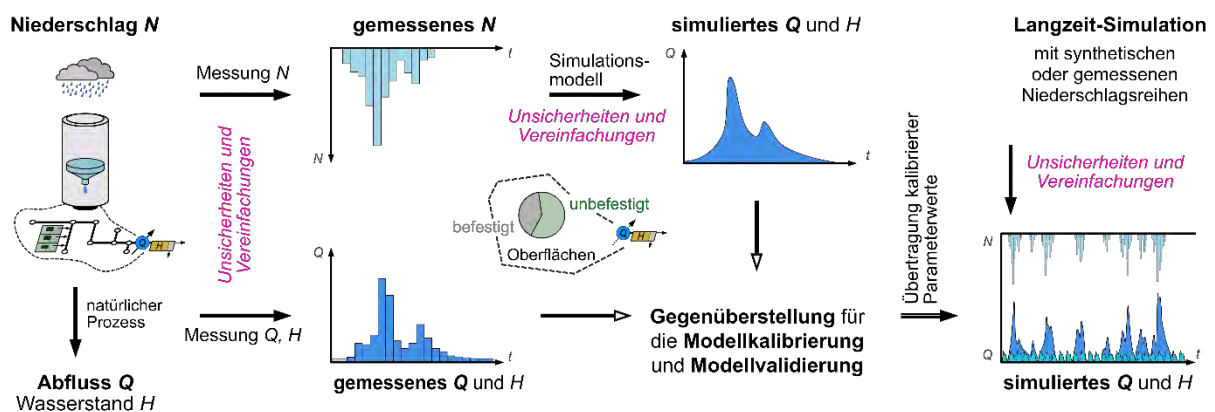 Niederschlag N
natürlicher
Prozess
Abfluss Q
Wasserstand H
Q
H
Messung N
Unsicherheiten und
Vereinfachungen
Messung Q, H
gemessenes N
t
N
Q
t
gemessenes Q und H
Simulations-
modell
Unsicherheiten und
Vereinfachungen
unbefestigt
befestigt
Oberflächen
Q
H
simuliertes Q und H
Q
t
Gegenüberstellung für
die Modellkalibrierung
und Modellvalidierung
Übertragung kalibrierter
Parameterwerte
Langzeit-Simulation
mit synthetischen
oder gemessenen
Niederschlagsreihen
Unsicherheiten und
Vereinfachungen
N
Q
t
simuliertes Q und H